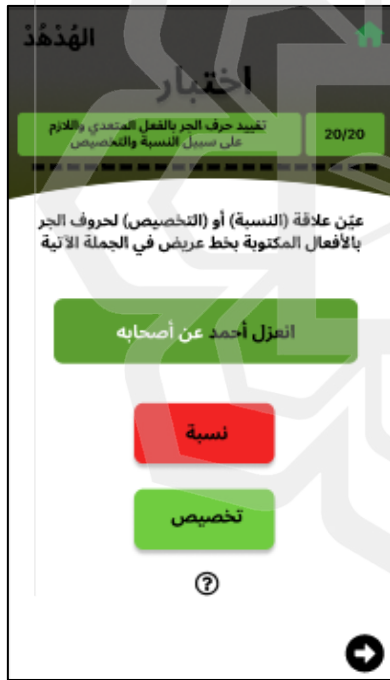 الهُدْهُدْ
اختبار
20/20
تقييد حرف الجر بالفعل المتعدي واللازم
على سبيل النسبة والتخصيص
عيّن علاقة (النسبة) أو (التخصيص) لحروف الجر
بالأفعال المكتوبة بخط عريض في الجملة الآتية
انعزل أحمد عن أصحابه
نسبة
تخصيص
?